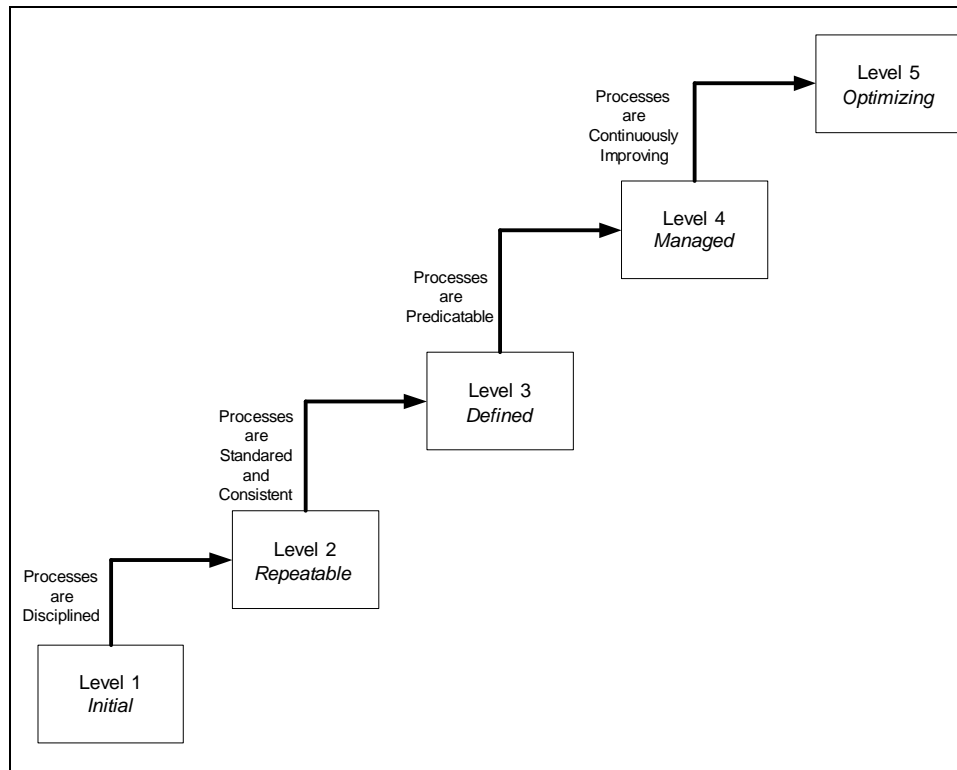 Level 5
Optimizing
Processes
are
Continuously
Improving
Level 4
Managed
Processes
are
Predicatable
Level 3
Defined
Processes
are
Standared
and
Consistent
Level 2
Repeatable
Processes
are
Disciplined
Level 1
Initial